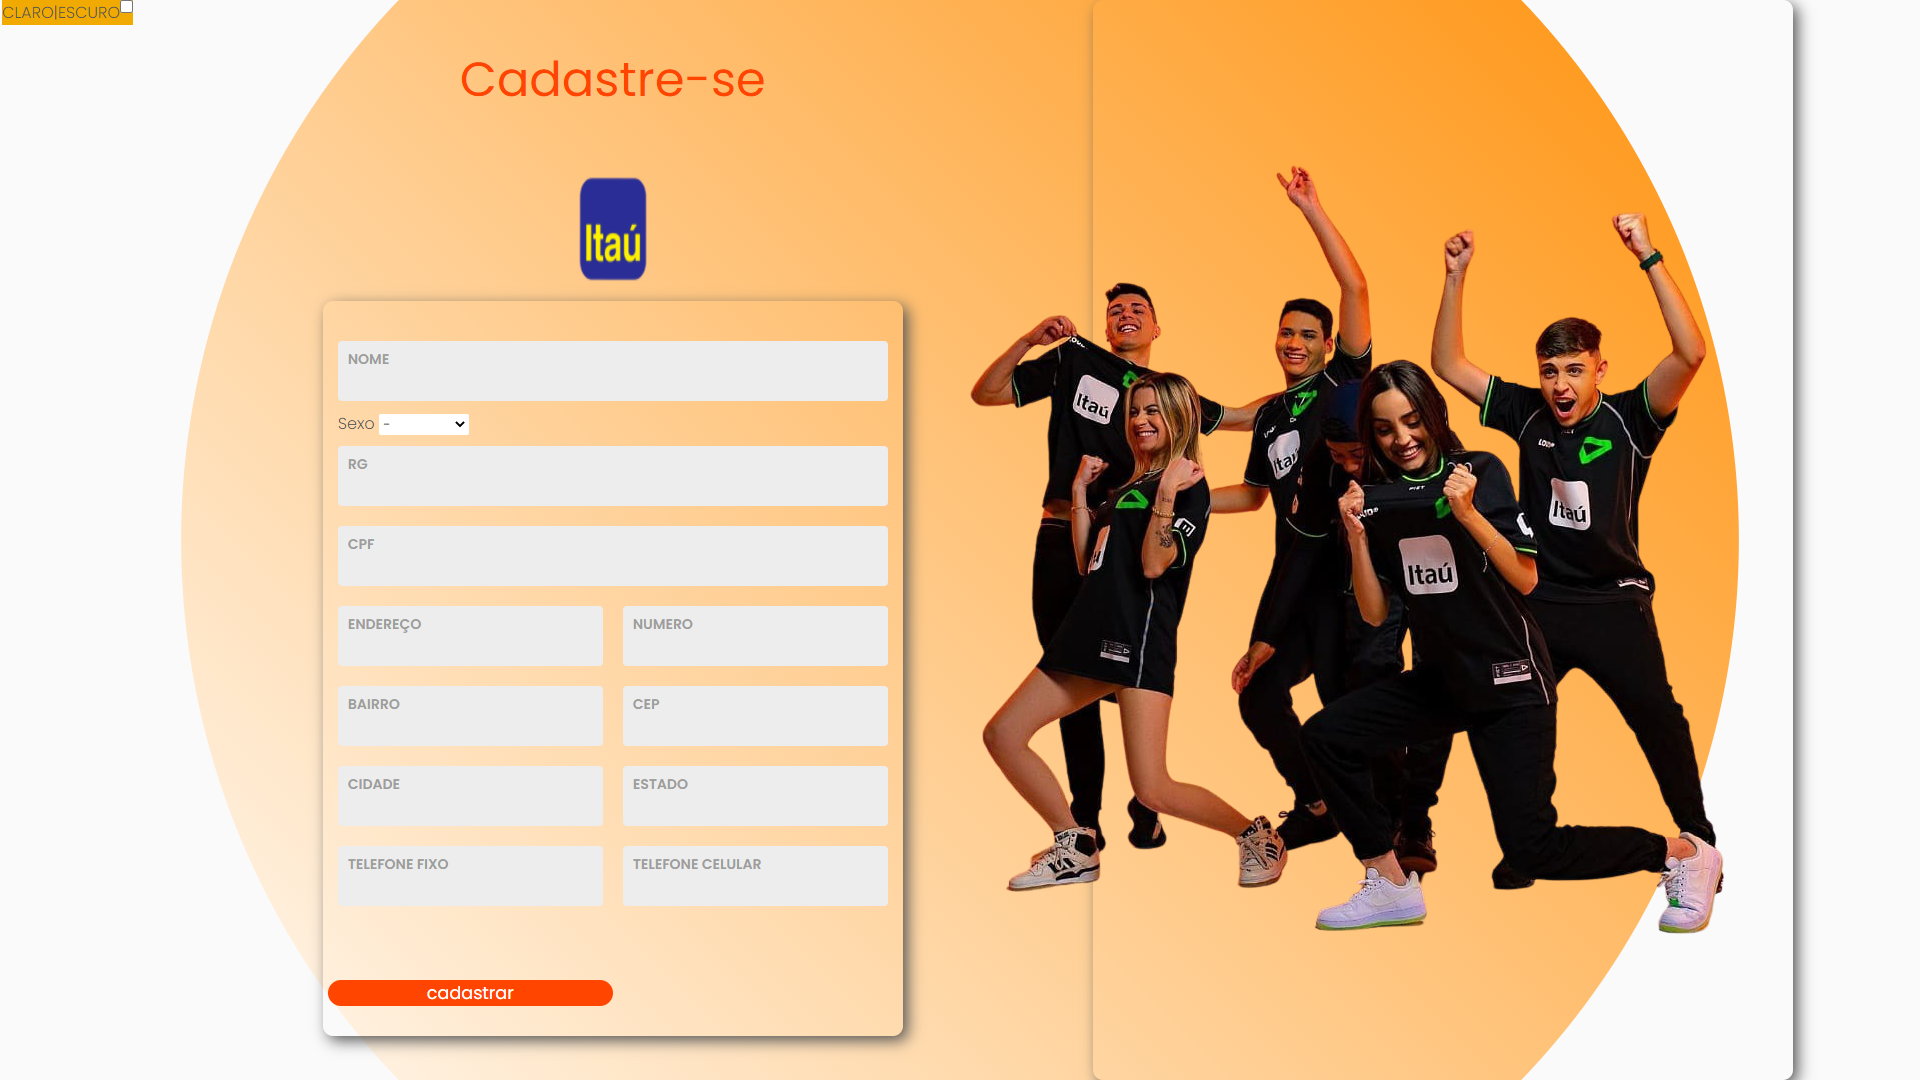 CLARO|ESCURO
Cadastre-se
Itaú
NOME
Sexo -
RG
CPF
ENDEREÇO NUMERO
BAIRRO CEP
CIDADE ESTADO
TELEFONE FIXO TELEFONE CELULAR
cadastrar
Itaú
Itaú
Itaú
Itaú